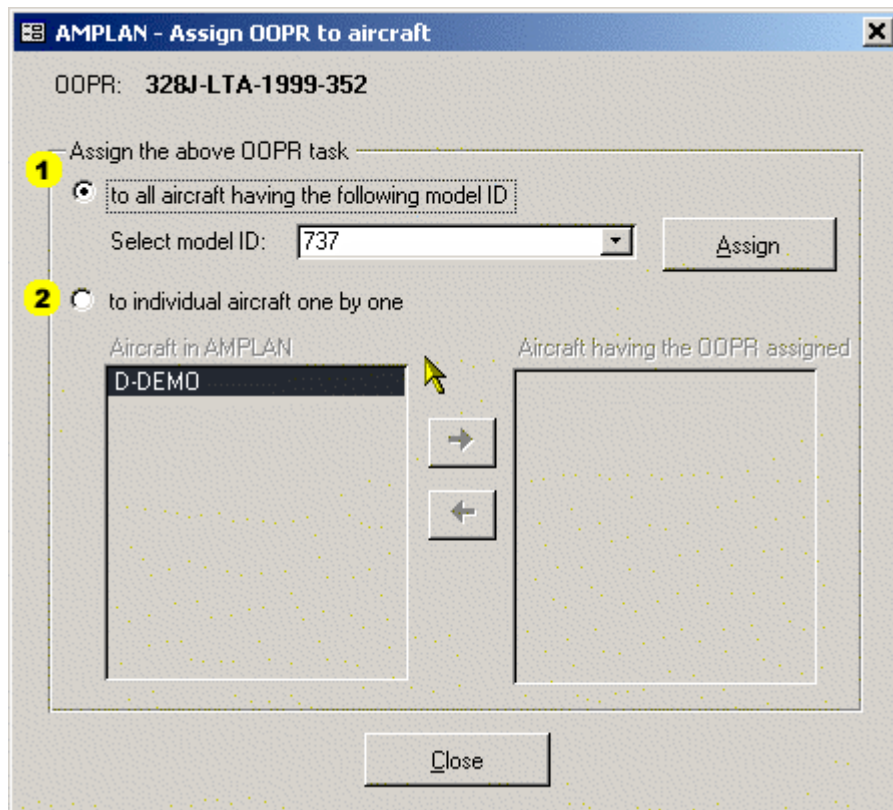 AMPLAN - Assign OOPR to aircraft
OOPR: 328J-LTA-1999-352
Assign the above OOPR task
1
to all aircraft having the following model ID
Select model ID: 737 Assign
2 to individual aircraft one by one
Aircraft in AMPLAN Aircraft having the OOPR assigned
D-DEMO
Close